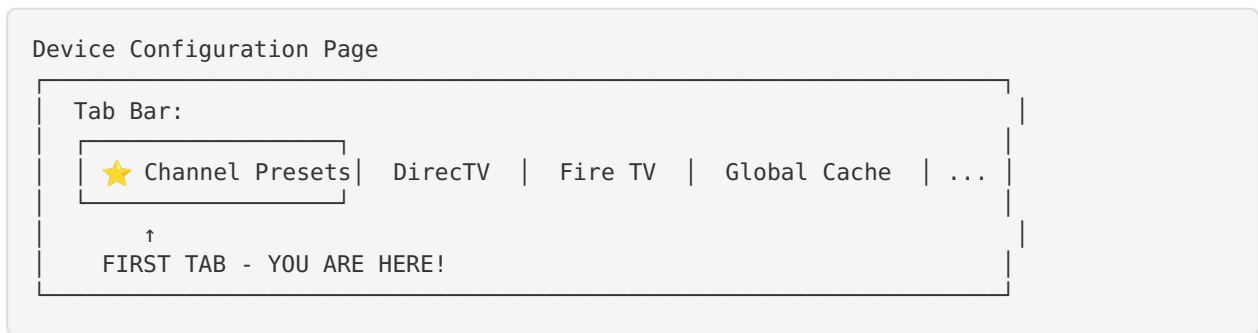 Device Configuration Page
Tab Bar:
⭐ Channel Presets│ DirecTV │ Fire TV │ Global Cache │ ... │
↑
FIRST TAB - YOU ARE HERE!